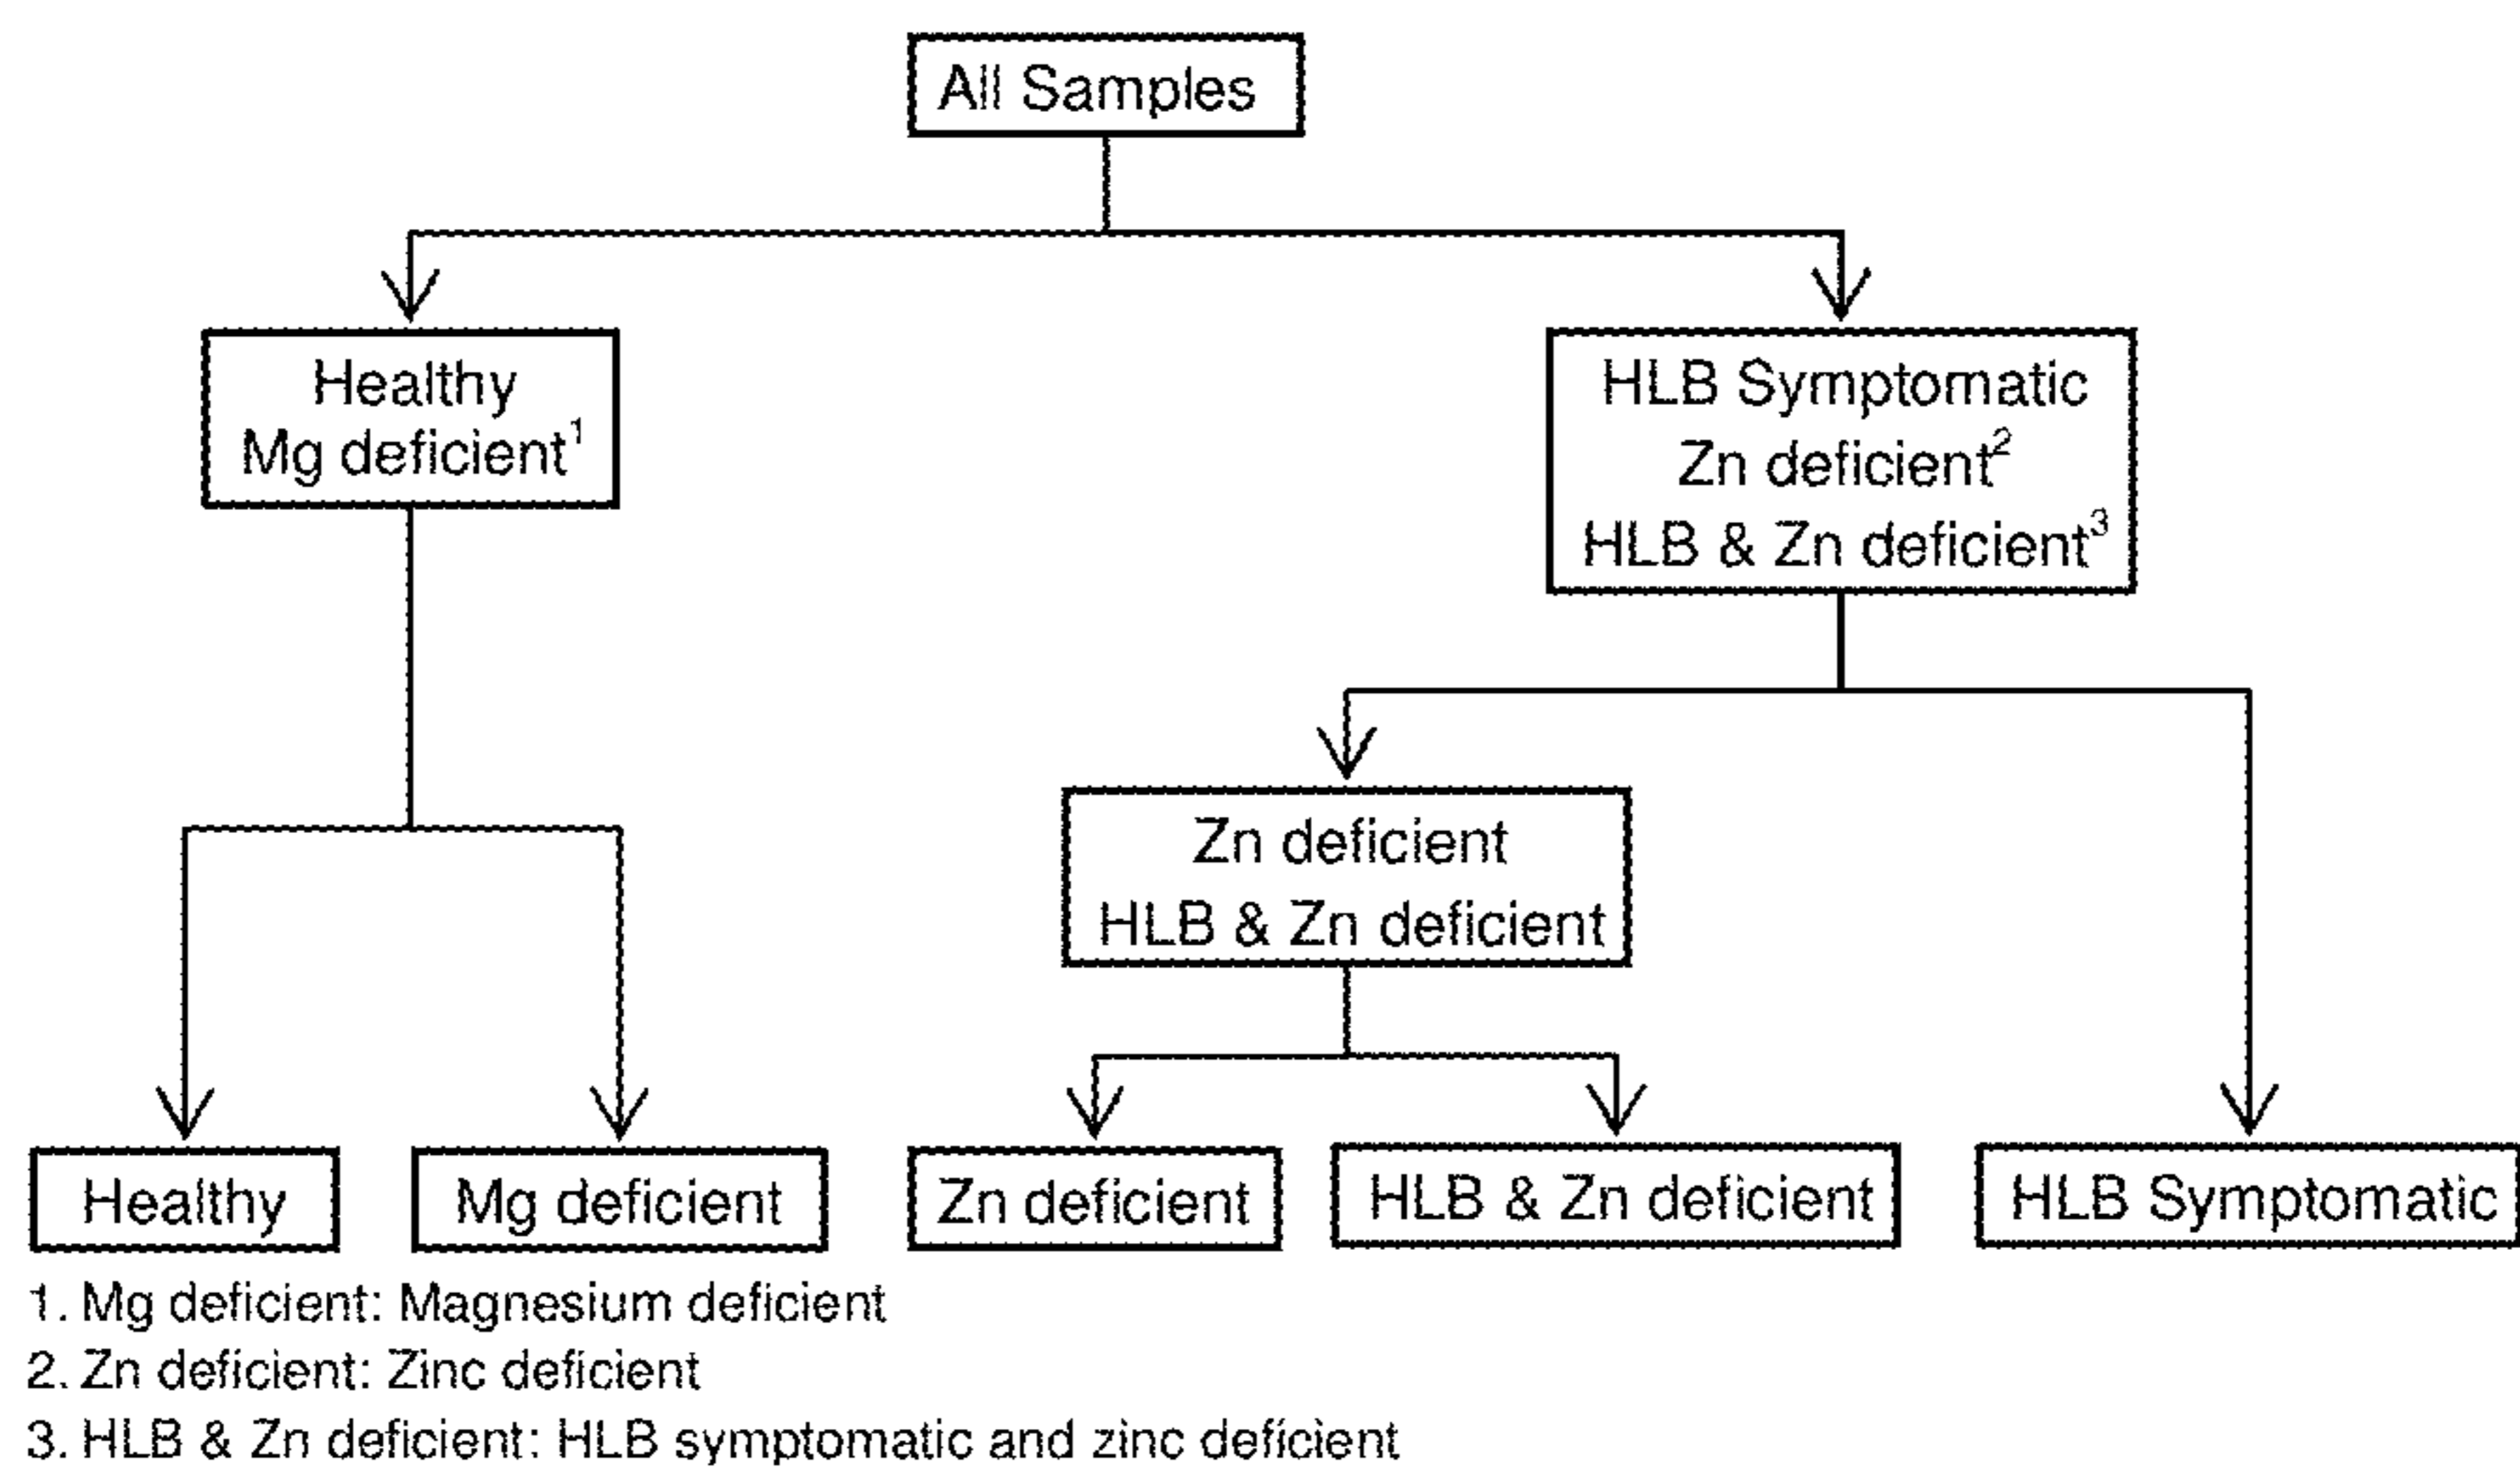 All Samples
Healthy
Mg deficient¹
HLB Symptomatic
Zn deficient²
HLB & Zn deficient³
Zn deficient
HLB & Zn deficient
Healthy
Mg deficient
Zn deficient
HLB & Zn deficient
HLB Symptomatic
1. Mg deficient: Magnesium deficient
2. Zn deficient: Zinc deficient
3. HLB & Zn deficient: HLB symptomatic and zinc deficient